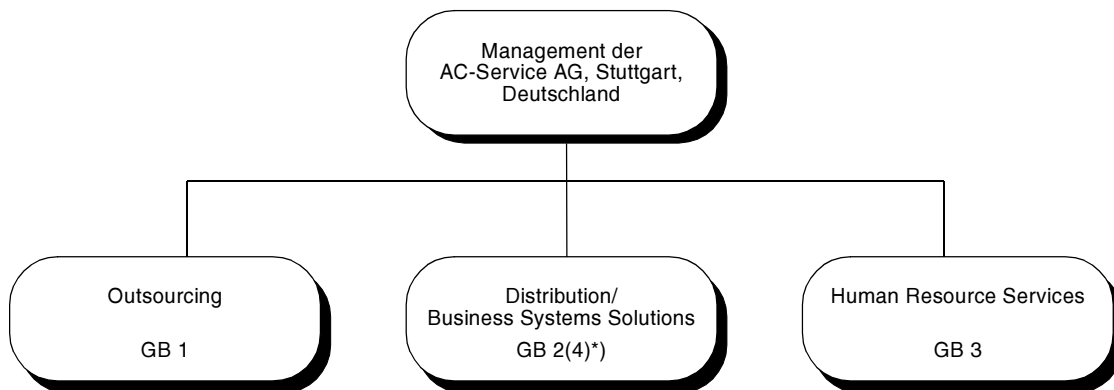 Management der
AC-Service AG, Stuttgart,
Deutschland
Outsourcing
GB 1
Distribution/
Business Systems Solutions
GB 2(4)*)
Human Resource Services
GB 3